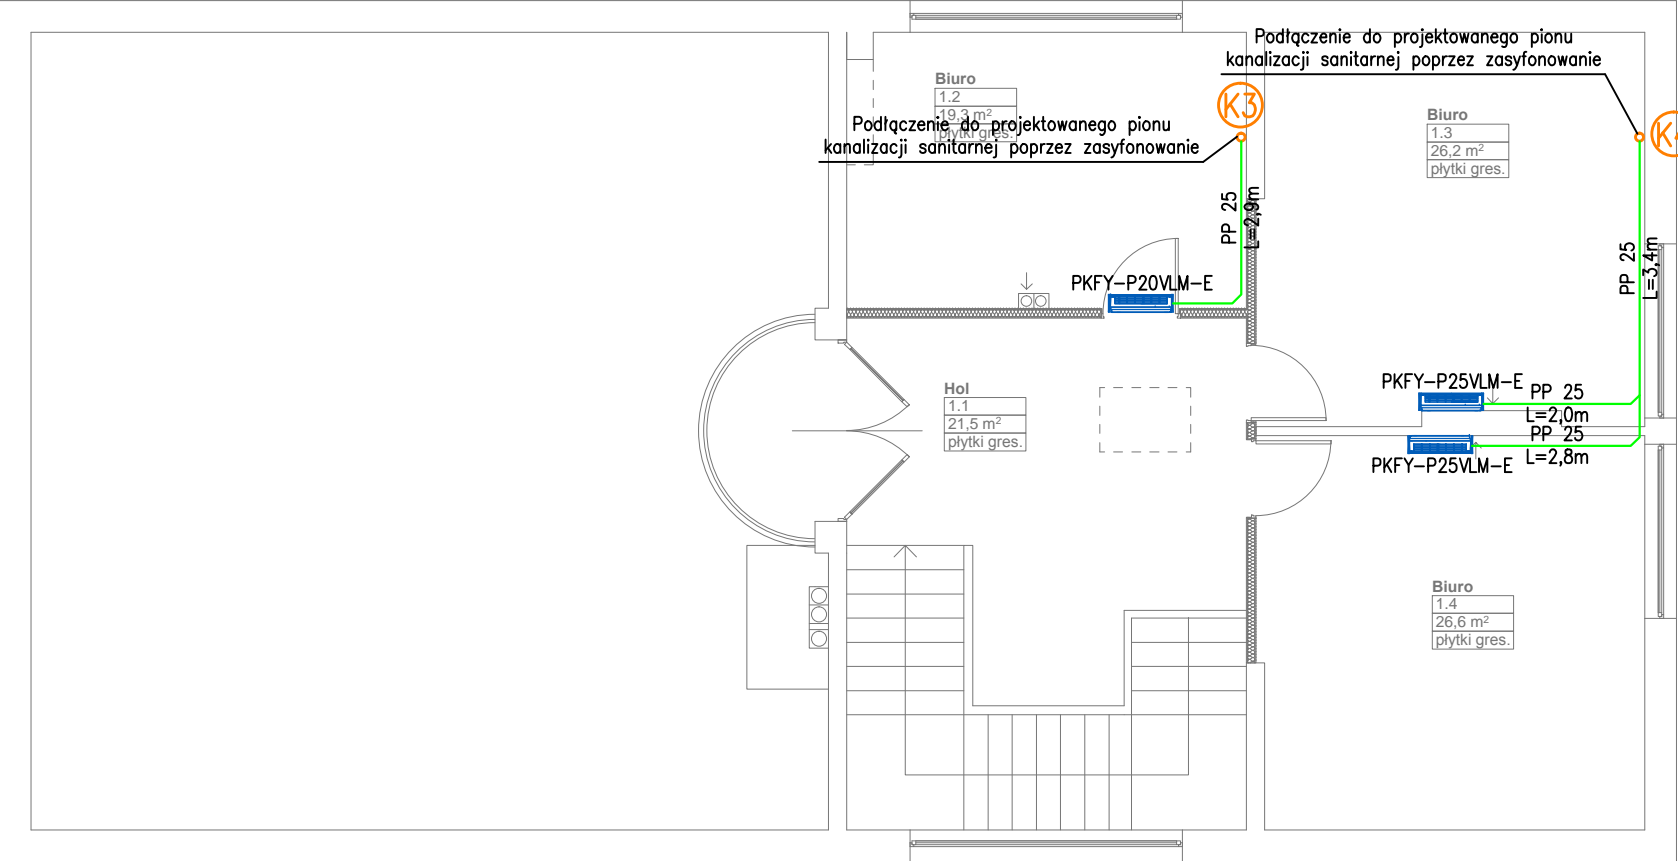 Podłączenie do projektowanego pionu
kanalizacji sanitarnej poprzez zasyfonowanie
Biuro
1.2
19,3 m²
płytki gres.
K3
Podłączenie do projektowanego pionu
kanalizacji sanitarnej poprzez zasyfonowanie
Biuro
1.3
26,2 m²
płytki gres.
PP 25
L=2,9m
PP 25
L=3,4m
PKFY-P20VLM-E
Hol
1.1
21,5 m²
płytki gres.
PKFY-P25VLM-E
PP 25
L=2,0m
PP 25
L=2,8m
PKFY-P25VLM-E
Biuro
1.4
26,6 m²
płytki gres.